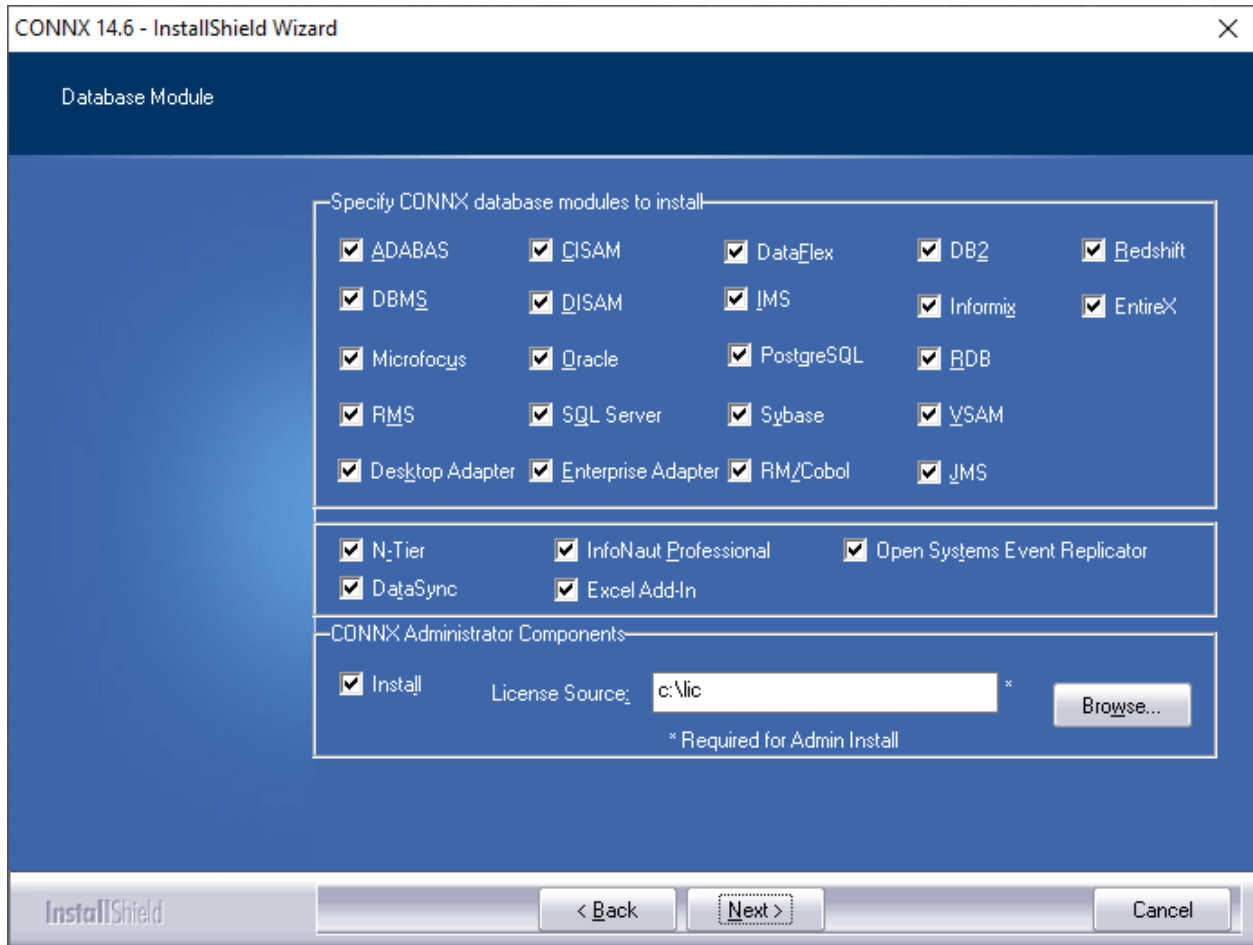 CONNX 14.6 - InstallShield Wizard
Database Module
Specify CONNX database modules to install
ADABAS CISAM DataFlex DB2 Redshift
DBMS DISAM IMS Informix EntireX
Microfocus Oracle PostgreSQL RDB
RMS SQL Server Sybase VSAM
Desktop Adapter Enterprise Adapter RM/Cobol JMS
N-Tier InfoNaut Professional Open Systems Event Replicator
DataSync Excel Add-In
CONNX Administrator Components
Install License Source: c:\lic * Browse...
* Required for Admin Install
InstallShield < Back Next > Cancel